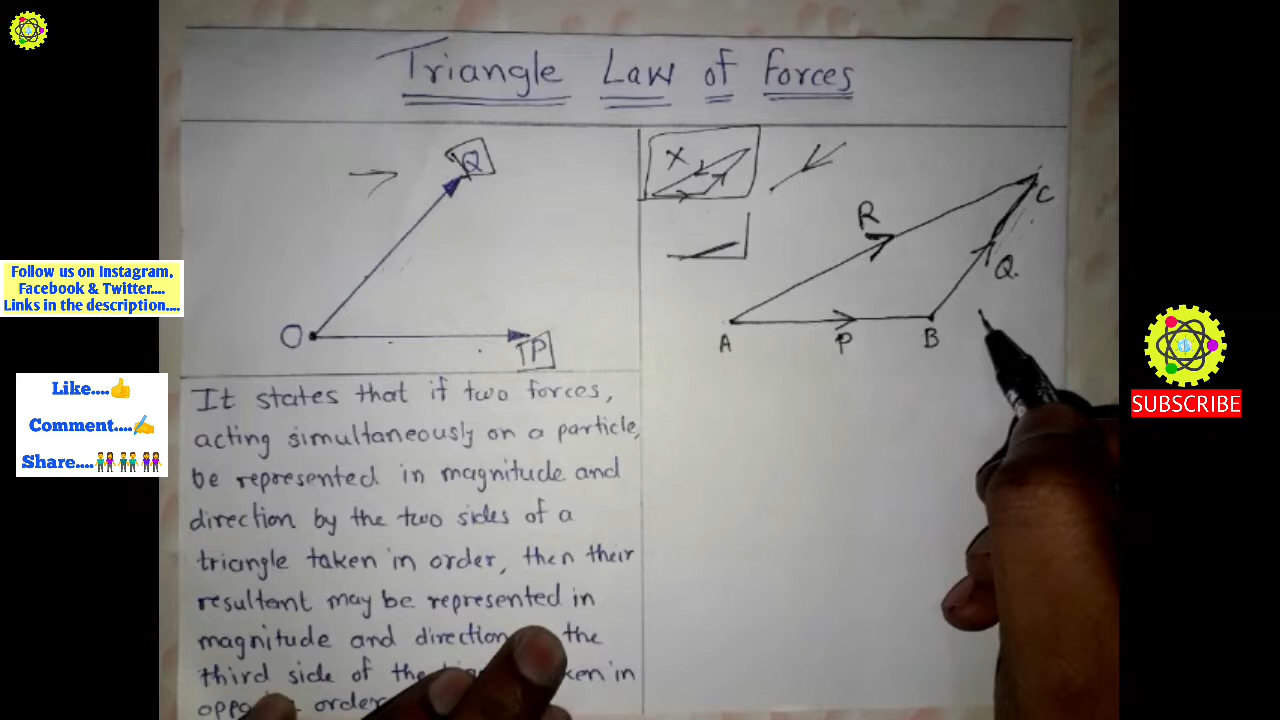 Triangle Law of Forces
Q
O
P
X
R
C
Q.
A
P
B
It states that if two forces,
acting simultaneously on a particle,
be represented in magnitude and
direction by the two sides of a
triangle taken in order, then their
resultant may be represented in
magnitude and direction the
third side of the
order
Follow us on Instagram,
Facebook & Twitter....
Links in the description....
Like....👍
Comment....✍
Share....👫👬👭
SUBSCRIBE